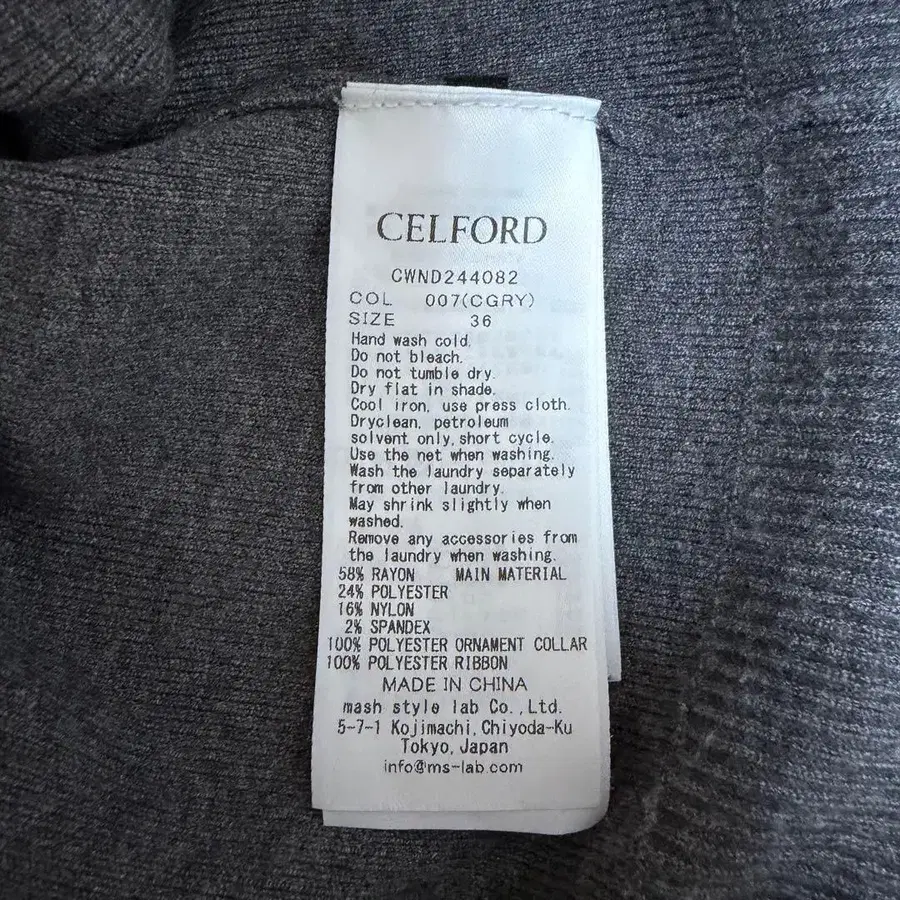 CELFORD
CWND244082
COL 007(CGRY)
SIZE 36
Hand wash cold.
Do not bleach.
Do not tumble dry.
Dry flat in shade.
Cool iron, use press cloth.
Dryclean, petroleum
solvent only,short cycle.
Use the net when washing.
Wash the laundry separately
from other laundry.
May shrink slightly when
washed.
Remove any accessories from
the laundry when washing.
58% RAYON MAIN MATERIAL
24% POLYESTER
16% NYLON
2% SPANDEX
100% POLYESTER ORNAMENT COLLAR
100% POLYESTER RIBBON
MADE IN CHINA
mash style lab Co.,Ltd.
5-7-1 Kojimachi,Chiyoda-Ku
Tokyo,Japan
info@ms-lab.com